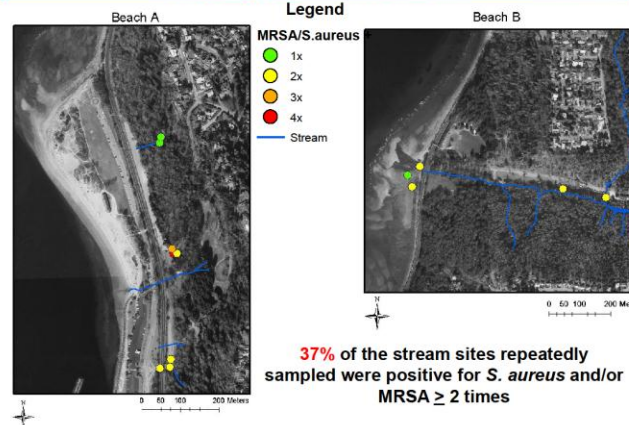 Beach A
Legend
MRSA/S.aureus
1x
2x
3x
4x
Stream
Beach B
0 50 100 200 Meters
0 50 100 200
37% of the stream sites repeatedly
sampled were positive for S. aureus and/or
MRSA ≥ 2 times